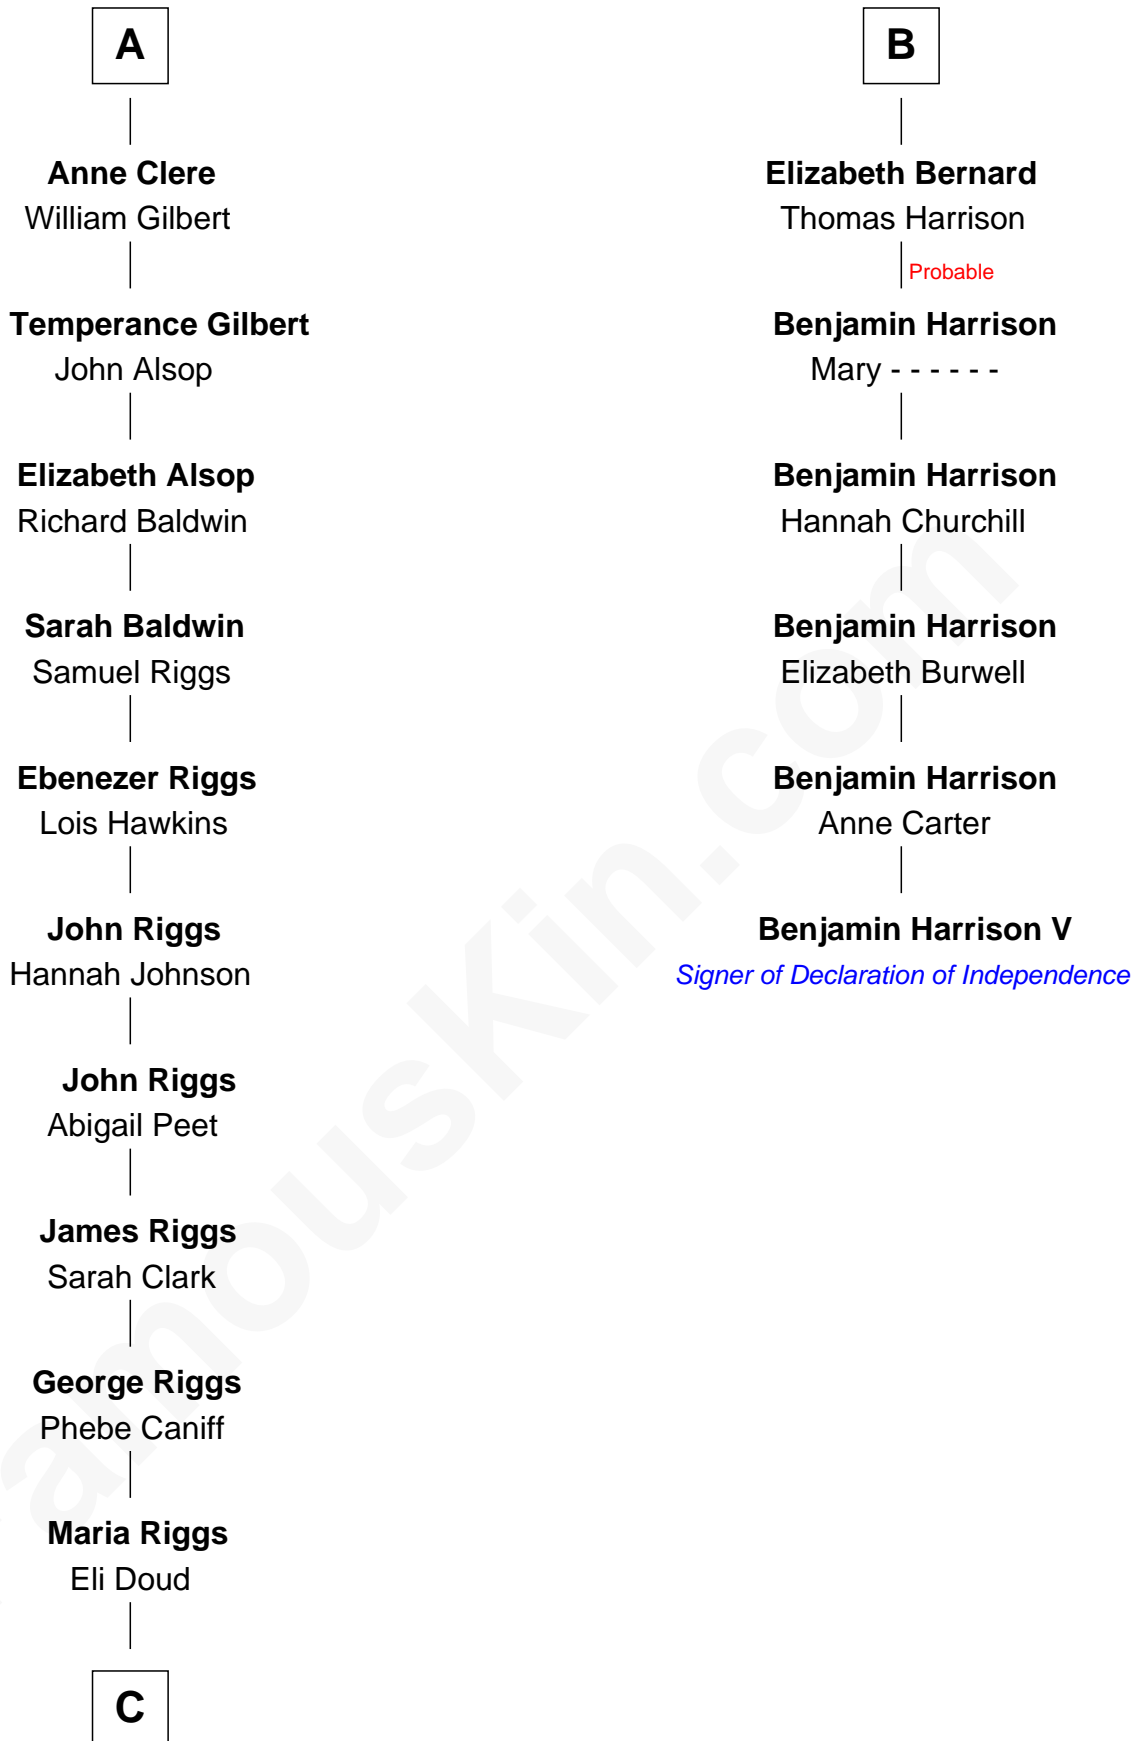 A
Anne Clere
William Gilbert
Temperance Gilbert
John Alsop
Elizabeth Alsop
Richard Baldwin
Sarah Baldwin
Samuel Riggs
Ebenezer Riggs
Lois Hawkins
John Riggs
Hannah Johnson
John Riggs
Abigail Peet
James Riggs
Sarah Clark
George Riggs
Phebe Caniff
Maria Riggs
Eli Doud
C
B
Elizabeth Bernard
Thomas Harrison
Probable
Benjamin Harrison
Mary - - - - - -
Benjamin Harrison
Hannah Churchill
Benjamin Harrison
Elizabeth Burwell
Benjamin Harrison
Anne Carter
Benjamin Harrison V
Signer of Declaration of Independence
amousKin.com